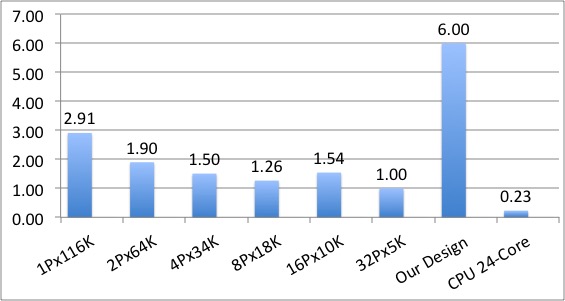 7.00
6.00
5.00
4.00
3.00
2.00
1.00
0.00
2.91
1.90
1.50
1.26
1.54
1.00
6.00
0.23
1Px116K
2Px64K
4Px34K
8Px18K
16Px10K
32Px5K
Our Design
CPU 24-Core